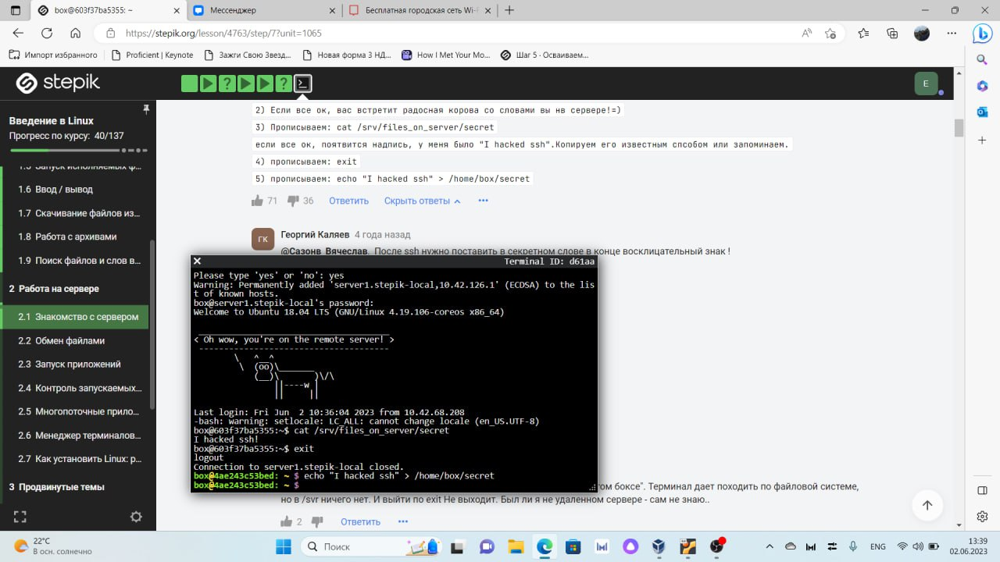 box@603f37ba5355: ~
Мессенджер
Бесплатная городская сеть Wi-F
https://stepik.org/lesson/4763/step/7?unit=1065
Импорт избранного
Proficient | Keynote
Зажги Свою Звезд...
Новая форма 3 НД...
How I Met Your Mo...
Шаг 5 · Осваиваем...
stepik
E
Введение в Linux
Прогресс по курсу: 40/137
1.6 Ввод / вывод
1.7 Скачивание файлов из...
1.8 Работа с архивами
1.9 Поиск файлов и слов в...
2 Работа на сервере
2.1 Знакомство с сервером
2.2 Обмен файлами
2.3 Запуск приложений
2.4 Контроль запускаемых...
2.5 Многопоточные прило...
2.6 Менеджер терминалов...
2.7 Как установить Linux: р...
3 Продвинутые темы
2) Если все ок, вас встретит радосная корова со словами вы нв сервере!=)
3) Прописываем: cat /srv/files_on_server/secret
если все ок, поятвится надпись, у меня было "I hacked ssh".Копируем его известным спсобом или запоминаем.
4) прописываем: exit
5) прописываем: echo "I hacked ssh" > /home/box/secret
71 36 Ответить Скрыть ответы
ГК
Георгий Каляев 4 года назад
@Сазонв_Вячеслав, После ssh нужно поставить в секретном слове в конце восклицательный знак !
Terminal ID: d61aa
Please type 'yes' or 'no': yes
Warning: Permanently added 'server1.stepik-local,10.42.126.1' (ECDSA) to the lis
t of known hosts.
box@server1.stepik-local's password:
Welcome to Ubuntu 18.04 LTS (GNU/Linux 4.19.106-coreos x86_64)
< Oh wow, you're on the remote server! >
Last login: Fri Jun  2 10:36:04 2023 from 10.42.68.208
-bash: warning: setlocale: LC_ALL: cannot change locale (en_US.UTF-8)
box@603f37ba5355:~$ cat /srv/files_on_server/secret
I hacked ssh!
box@603f37ba5355:~$ exit
logout
Connection to server1.stepik-local closed.
box@4ae243c53bed: ~ $ echo "I hacked ssh" > /home/box/secret
box@4ae243c53bed: ~ $
боксе". Терминал дает походить по файловой системе,
но в /svr ничего нет. И выйти по exit Не выходит. Был ли я не удаленном сервере - сам не знаю..
2 Ответить
22°C
В осн. солнечно
Поиск
ENG
13:39
02.06.2023